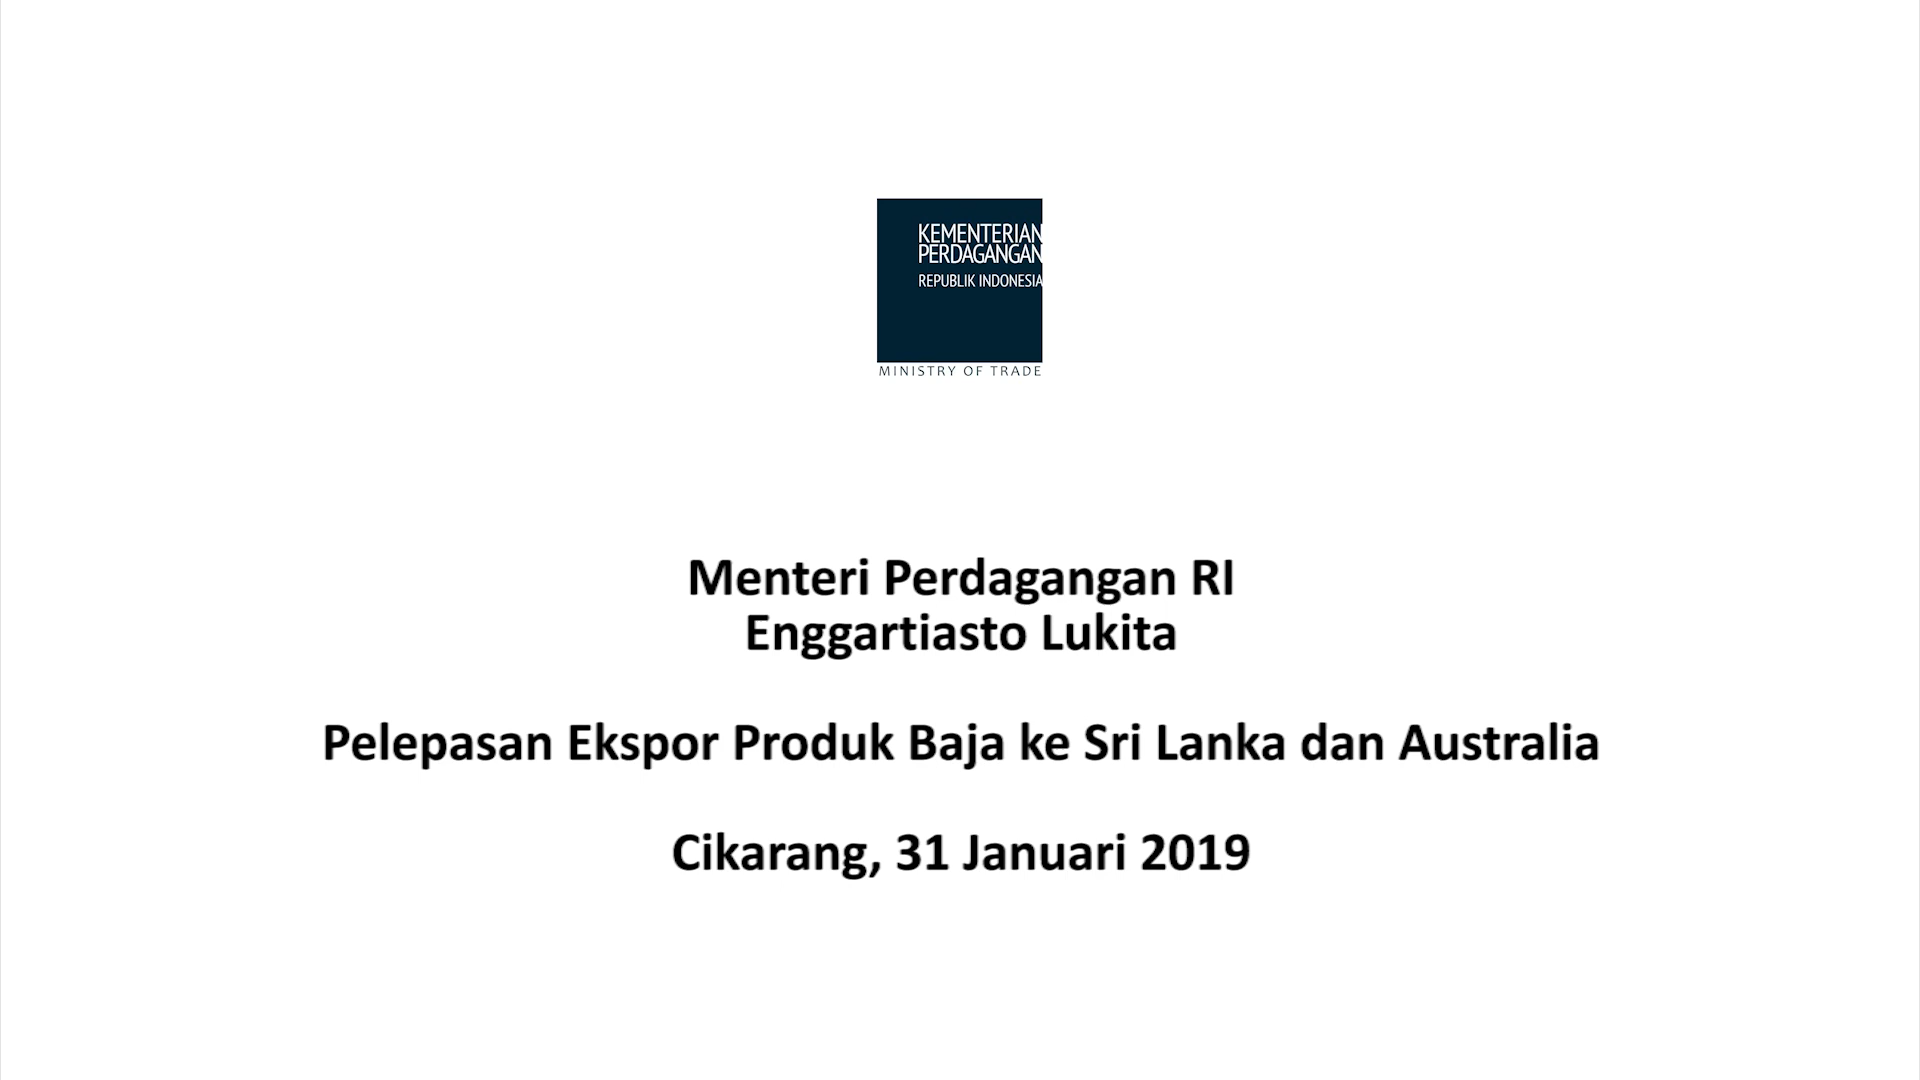 KEMENTERIAN
PERDAGANGAN
REPUBLIK INDONESIA
MINISTRY OF TRADE
Menteri Perdagangan RI
Enggartiasto Lukita
Pelepasan Ekspor Produk Baja ke Sri Lanka dan Australia
Cikarang, 31 Januari 2019